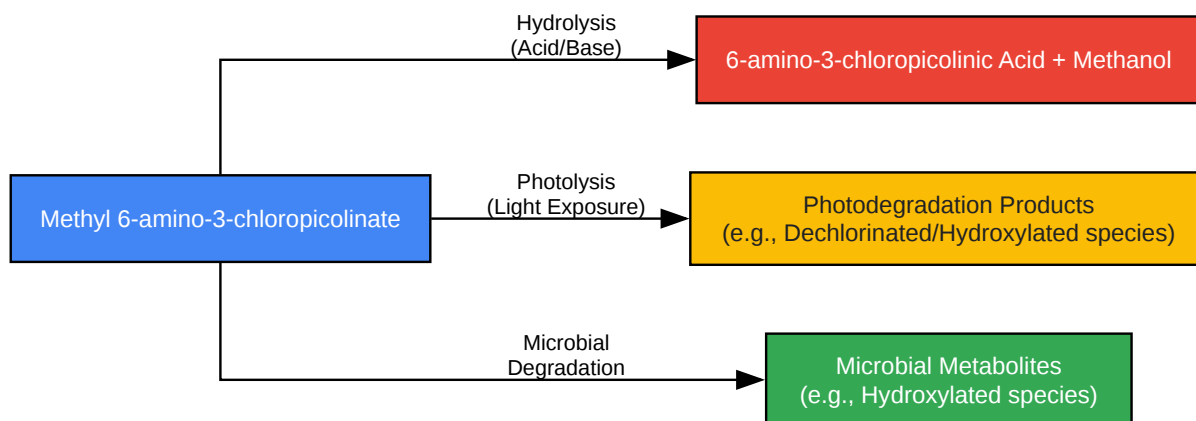 Hydrolysis
(Acid/Base)
6-amino-3-chloropicolinic Acid + Methanol
Methyl 6-amino-3-chloropicolinate
Photolysis
(Light Exposure)
Photodegradation Products
(e.g., Dechlorinated/Hydroxylated species)
Microbial
Degradation
Microbial Metabolites
(e.g., Hydroxylated species)